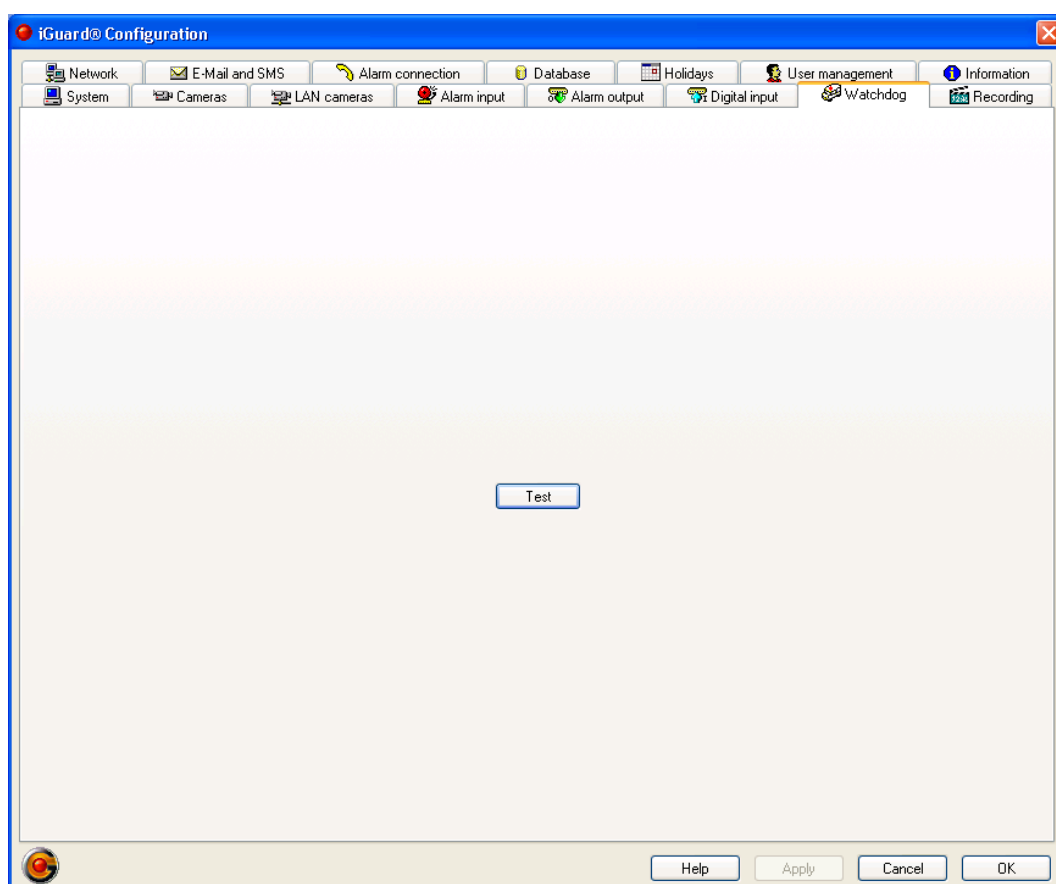 iGuard® Configuration
Network E-Mail and SMS Alarm connection Database Holidays User management Information
System Cameras LAN cameras Alarm input Alarm output Digital input Watchdog Recording
Test
Help Apply Cancel OK